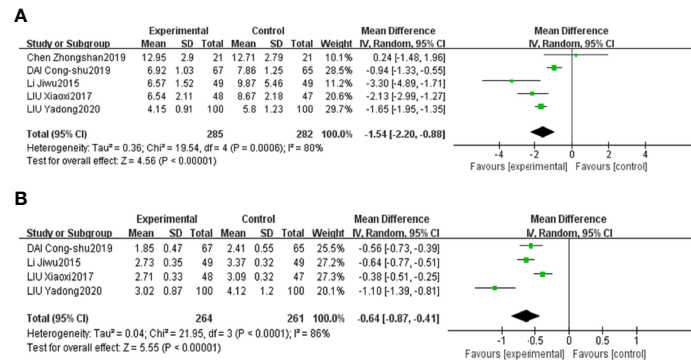 A
Experimental Control Mean Difference Mean Difference
Study or Subgroup Mean SD Total Mean SD Total Weight IV, Random, 95% CI IV, Random, 95% CI
Chen Zhongshan2019 12.95 2.9 21 12.71 2.79 21 10.1% 0.24 [-1.48, 1.96]
DAI Cong-shu2019 6.92 1.03 67 7.86 1.25 65 29.0% -0.94 [-1.33, -0.55]
Li Jiwu2015 6.57 1.52 49 9.87 5.46 49 11.0% -3.30 [-4.89, -1.71]
LIU Xiaoxi2017 6.54 2.11 48 8.67 2.18 47 20.2% -2.13 [-2.99, -1.27]
LIU Yadong2020 4.15 0.91 100 5.8 1.23 100 29.7% -1.65 [-1.95, -1.35]
Total (95% CI) 285 282 100.0% -1.54 [-2.20, -0.88]
Heterogeneity: Tau² = 0.36; Chi² = 19.54, df = 4 (P = 0.0006); I² = 80%
Test for overall effect: Z = 4.56 (P < 0.00001)
-4 -2 0 2 4
Favours [experimental] Favours [control]
B
Experimental Control Mean Difference Mean Difference
Study or Subgroup Mean SD Total Mean SD Total Weight IV, Random, 95% CI IV, Random, 95% CI
DAI Cong-shu2019 1.85 0.47 67 2.41 0.55 65 25.5% -0.56 [-0.73, -0.39]
Li Jiwu2015 2.73 0.35 49 3.37 0.32 49 27.2% -0.64 [-0.77, -0.51]
LIU Xiaoxi2017 2.71 0.33 48 3.09 0.32 47 27.2% -0.38 [-0.51, -0.25]
LIU Yadong2020 3.02 0.87 100 4.12 1.2 100 20.1% -1.10 [-1.39, -0.81]
Total (95% CI) 264 261 100.0% -0.64 [-0.87, -0.41]
Heterogeneity: Tau² = 0.04; Chi² = 21.95, df = 3 (P < 0.0001); I² = 86%
Test for overall effect: Z = 5.55 (P < 0.00001)
-1 -0.5 0 0.5 1
Favours [experimental] Favours [control]